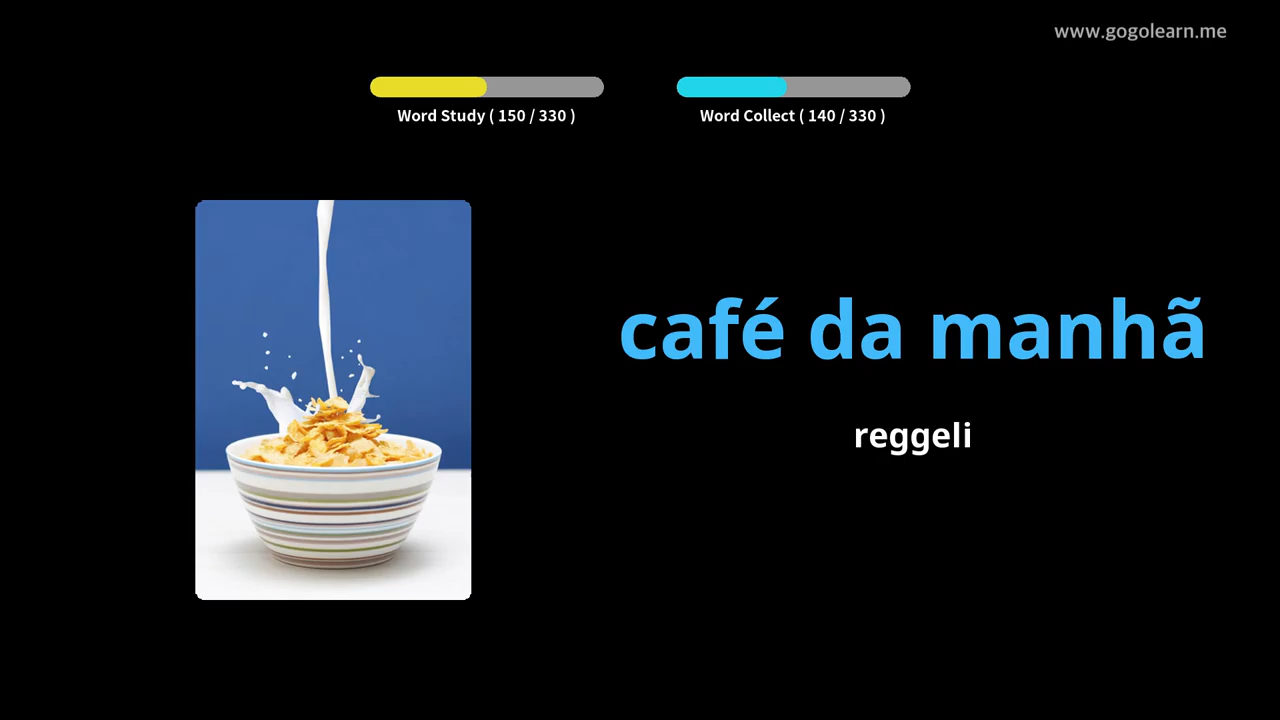 www.gogolearn.me
Word Study ( 150 / 330 )
Word Collect ( 140 / 330 )
café da manhã
reggeli